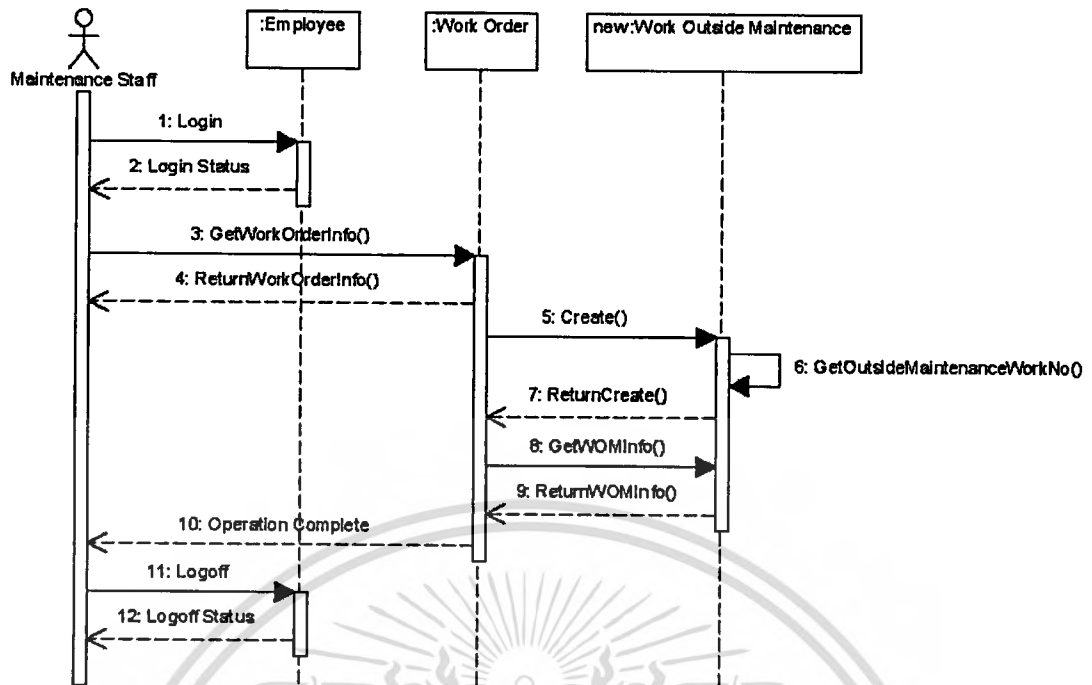 :Employee
:Work Order
new:Work Outside Maintenance
Maintenance Staff
1: Login
2: Login Status
3: GetWorkOrderInfo()
4: ReturnWorkOrderInfo()
5: Create()
6: GetOutsideMaintenanceWorkNo()
7: ReturnCreate()
8: GetWOMInfo()
9: ReturnWOMInfo()
10: Operation Complete
11: Logoff
12: Logoff Status